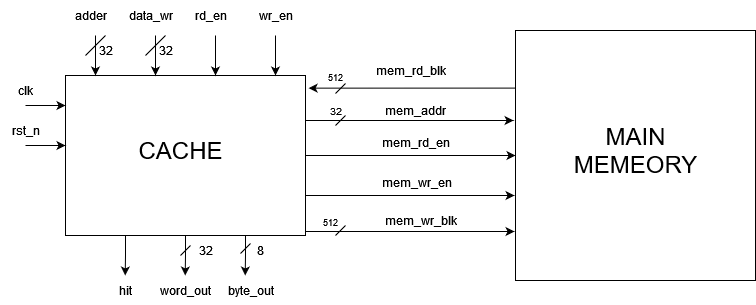 adder data_wr rd_en wr_en
32 32
clk
rst_n
CACHE
512 mem_rd_blk
32 mem_addr
mem_rd_en
mem_wr_en
512 mem_wr_blk
MAIN
MEMEORY
32 8
hit word_out byte_out